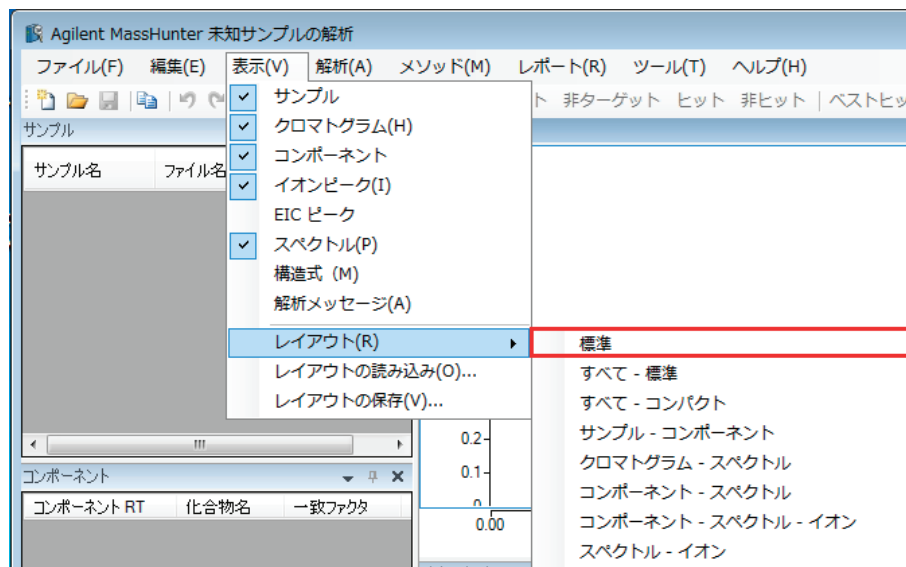 Agilent MassHunter 未知サンプルの解析
ファイル(F) 編集(E) 表示(V) 解析(A) メソッド(M) レポート(R) ツール(T) ヘルプ(H)
ト 非ターゲット ヒット 非ヒット ベストヒッ
サンプル
サンプル名 ファイル名
サンプル
クロマトグラム(H)
コンポーネント
イオンピーク(I)
EIC ピーク
スペクトル(P)
構造式 (M)
解析メッセージ(A)
レイアウト(R)
レイアウトの読み込み(O)...
レイアウトの保存(V)...
標準
すべて - 標準
すべて - コンパクト
サンプル - コンポーネント
クロマトグラム - スペクトル
コンポーネント - スペクトル
コンポーネント - スペクトル - イオン
スペクトル - イオン
0.2
0.1
0
0.00
コンポーネント
コンポーネント RT 化合物名 一致ファクタ